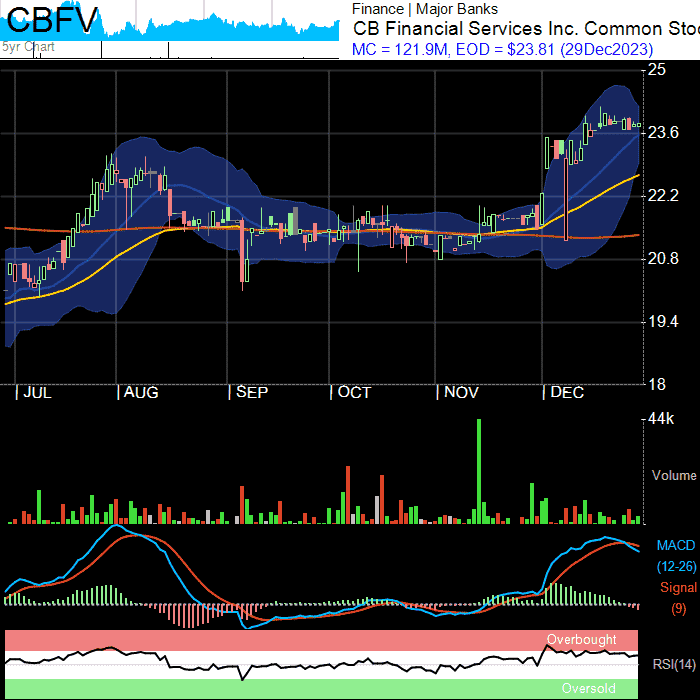 CBFV
5yr Chart
Finance | Major Banks
CB Financial Services Inc. Common Stoc
MC = 121.9M, EOD = $23.81 (29Dec2023)
25
23.6
22.2
20.8
19.4
18
JUL AUG SEP OCT NOV DEC
44k
Volume
MACD
(12-26)
Signal
(9)
Overbought
RSI(14)
Oversold